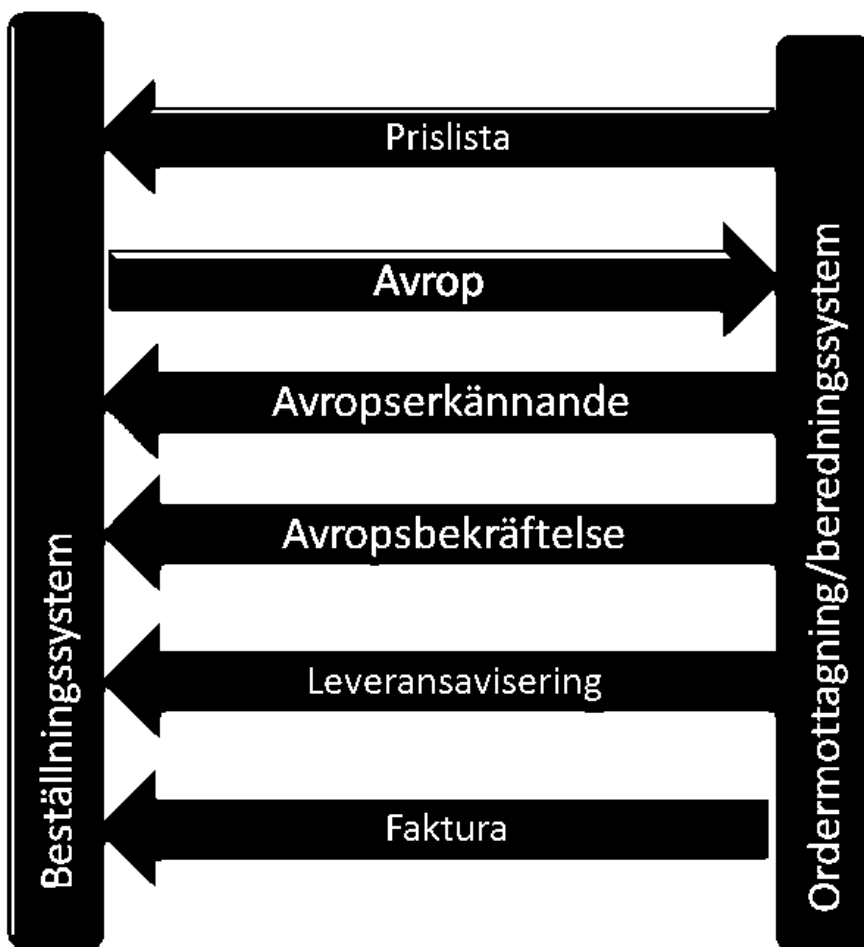 Prislista
Avrop
Avropserkännande
Avropsbekräftelse
Leveransavisering
Faktura
Beställningssystem
Ordermottagning/beredningssystem